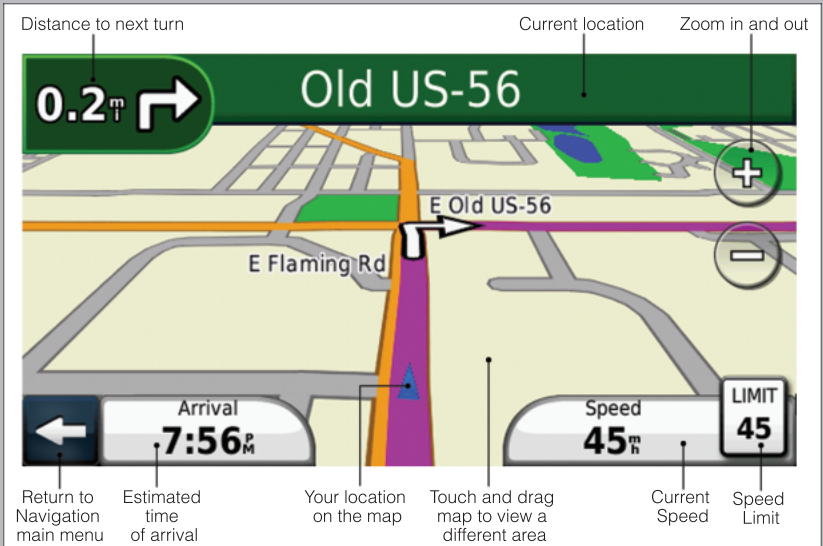 Distance to next turn
Current location
Zoom in and out
0.2 mi
Old US-56
+
E Old US-56
E Flaming Rd
−
Arrival
7:56 PM
Speed
45 mh
LIMIT
45
Return to
Navigation
main menu
Estimated
time
of arrival
Your location
on the map
Touch and drag
map to view a
different area
Current
Speed
Speed
Limit